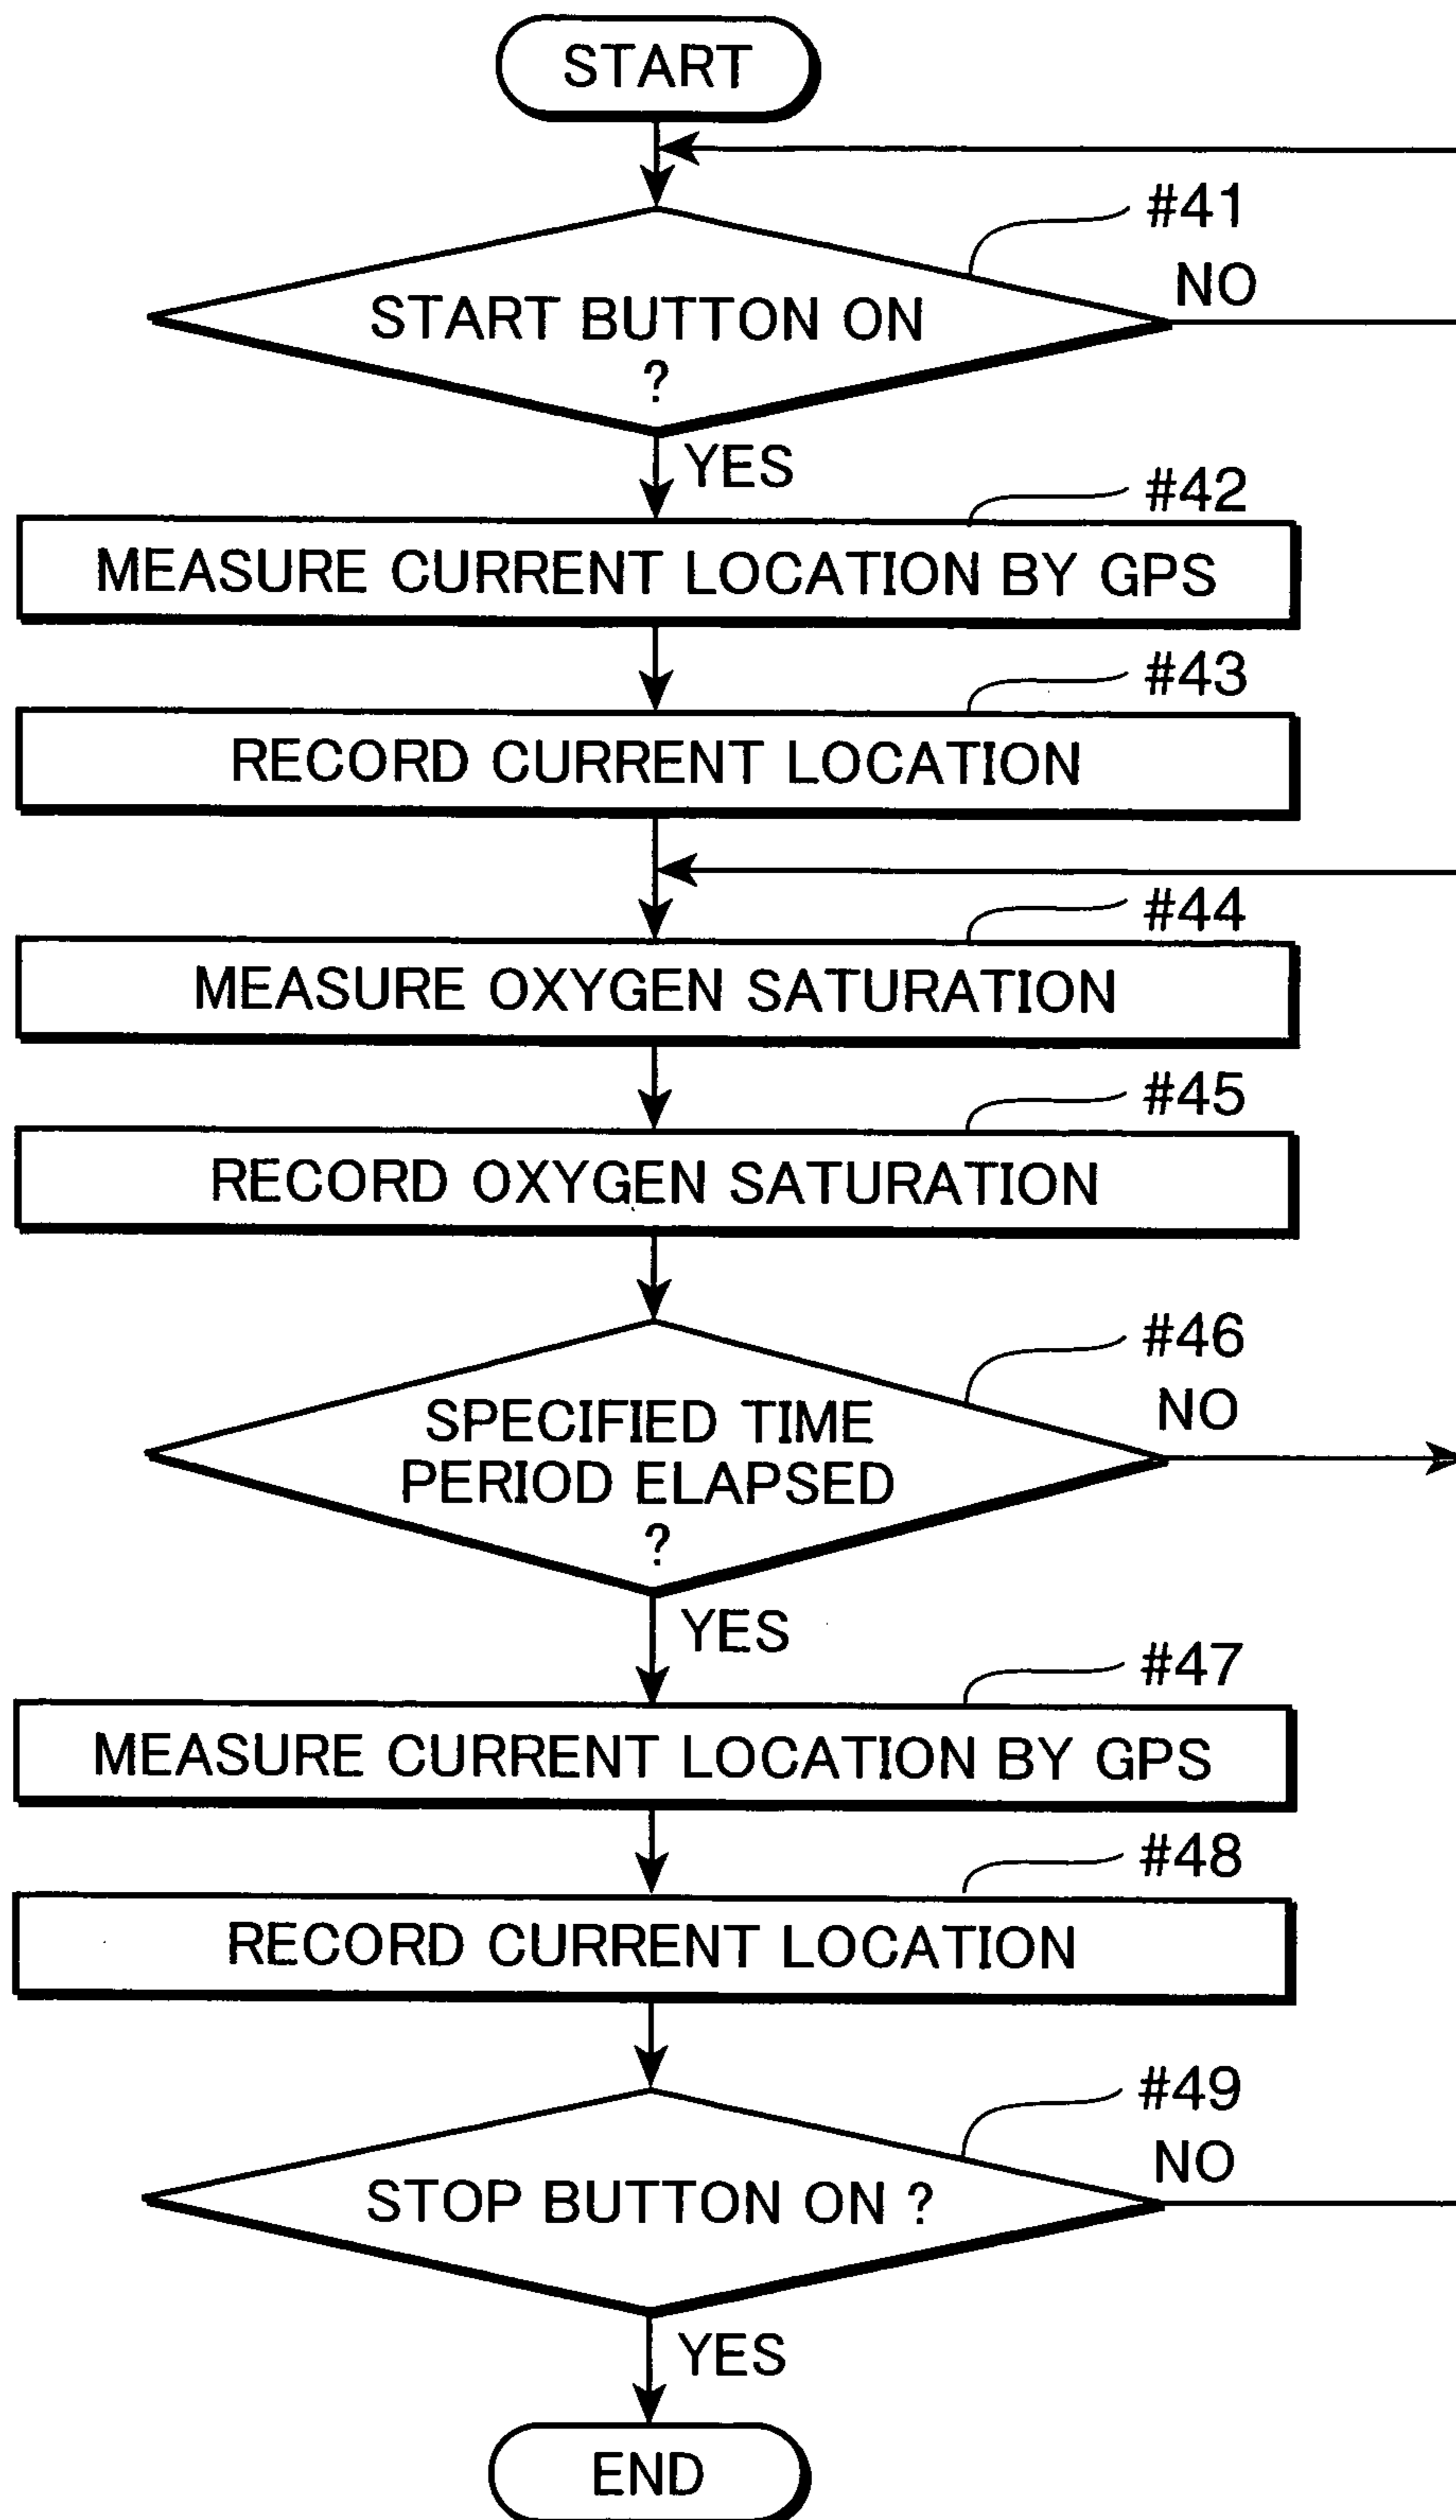 START
#41
NO
START BUTTON ON
?
YES
#42
MEASURE CURRENT LOCATION BY GPS
#43
RECORD CURRENT LOCATION
#44
MEASURE OXYGEN SATURATION
#45
RECORD OXYGEN SATURATION
#46
NO
SPECIFIED TIME
PERIOD ELAPSED
?
YES
#47
MEASURE CURRENT LOCATION BY GPS
#48
RECORD CURRENT LOCATION
#49
NO
STOP BUTTON ON ?
YES
END